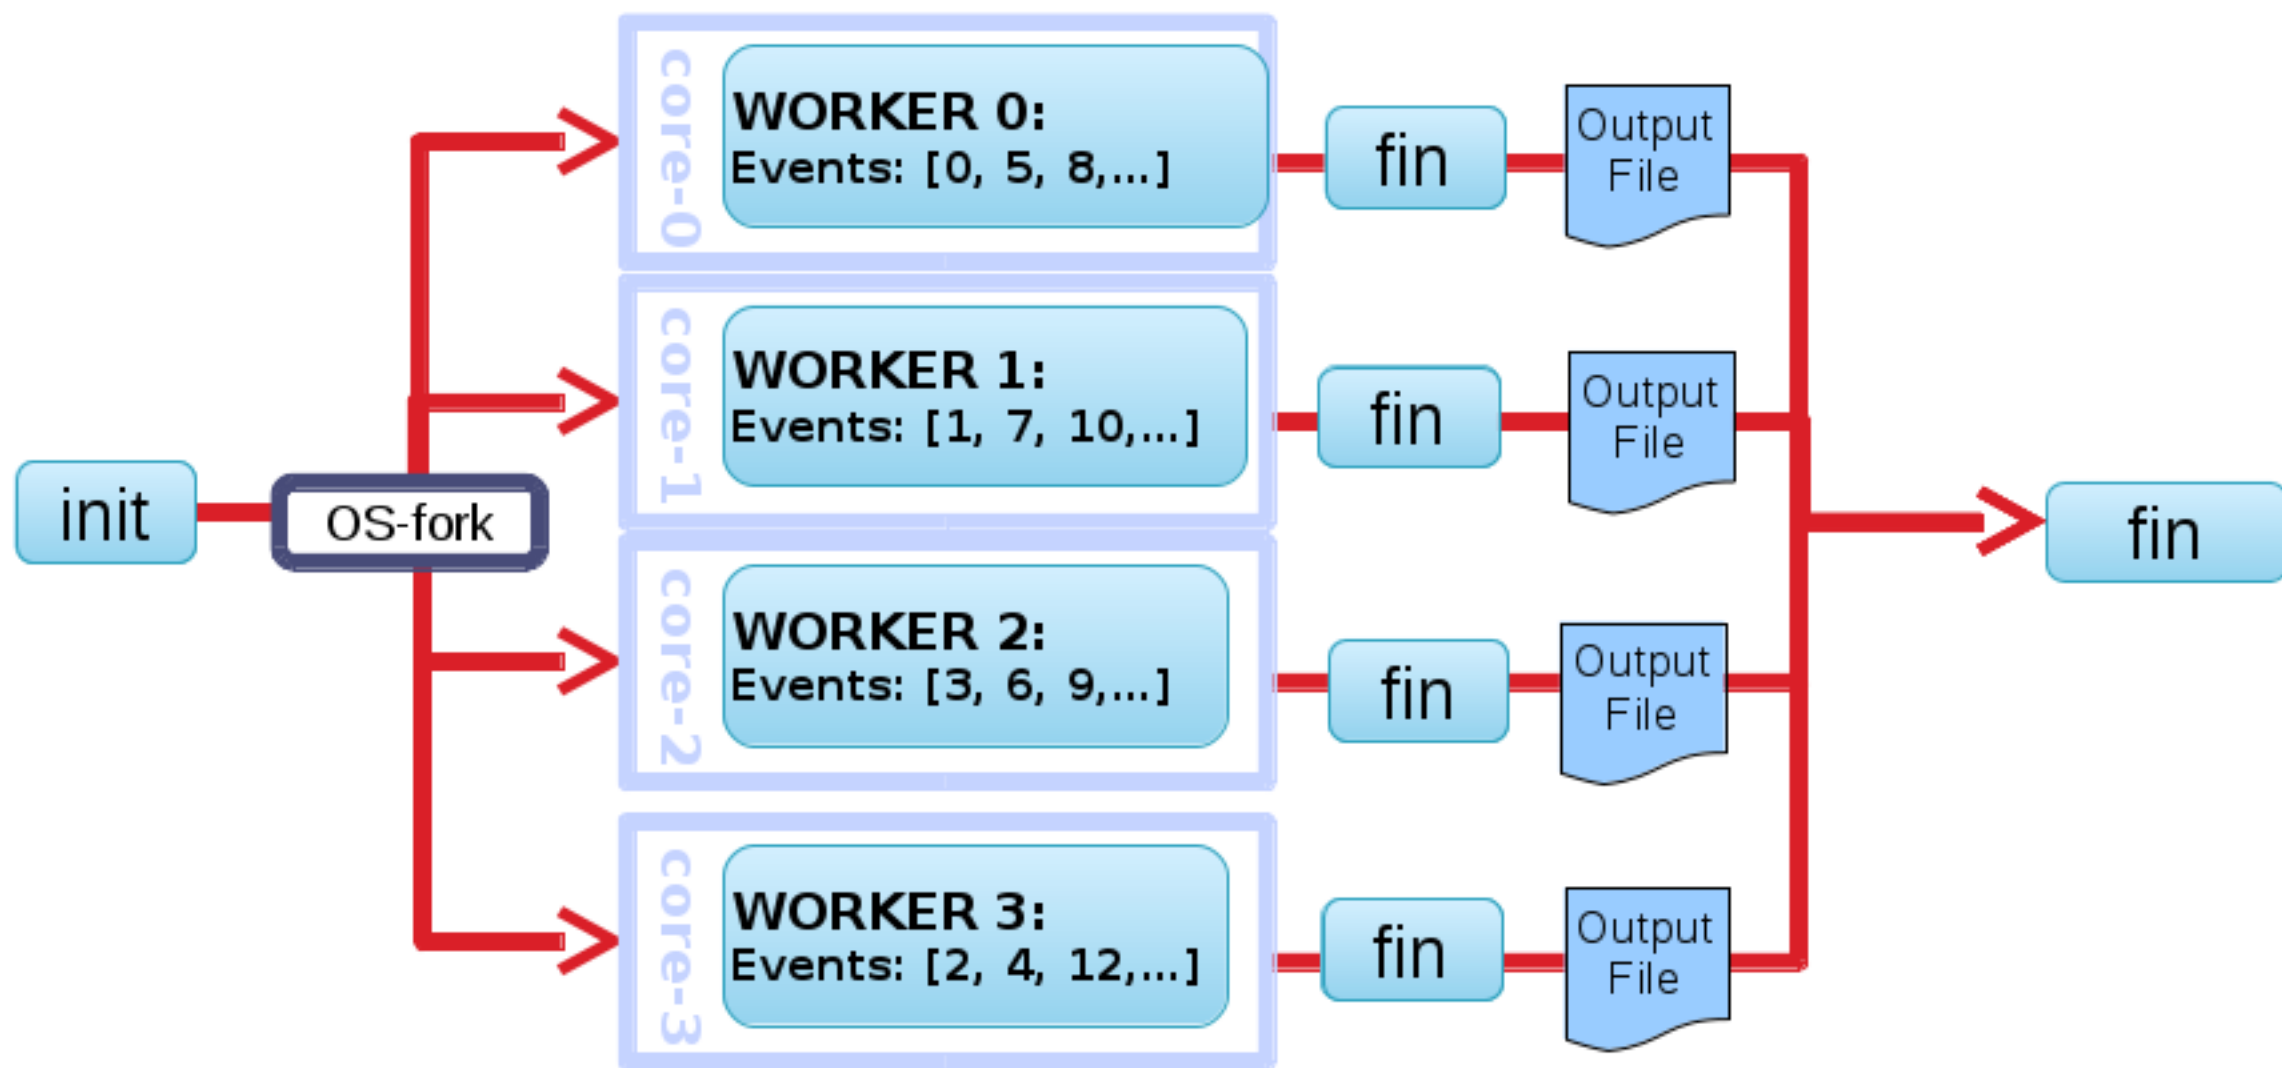 init
OS-fork
core-0
WORKER 0:
Events: [0, 5, 8,...]
fin
Output
File
core-1
WORKER 1:
Events: [1, 7, 10,...]
fin
Output
File
core-2
WORKER 2:
Events: [3, 6, 9,...]
fin
Output
File
core-3
WORKER 3:
Events: [2, 4, 12,...]
fin
Output
File
fin